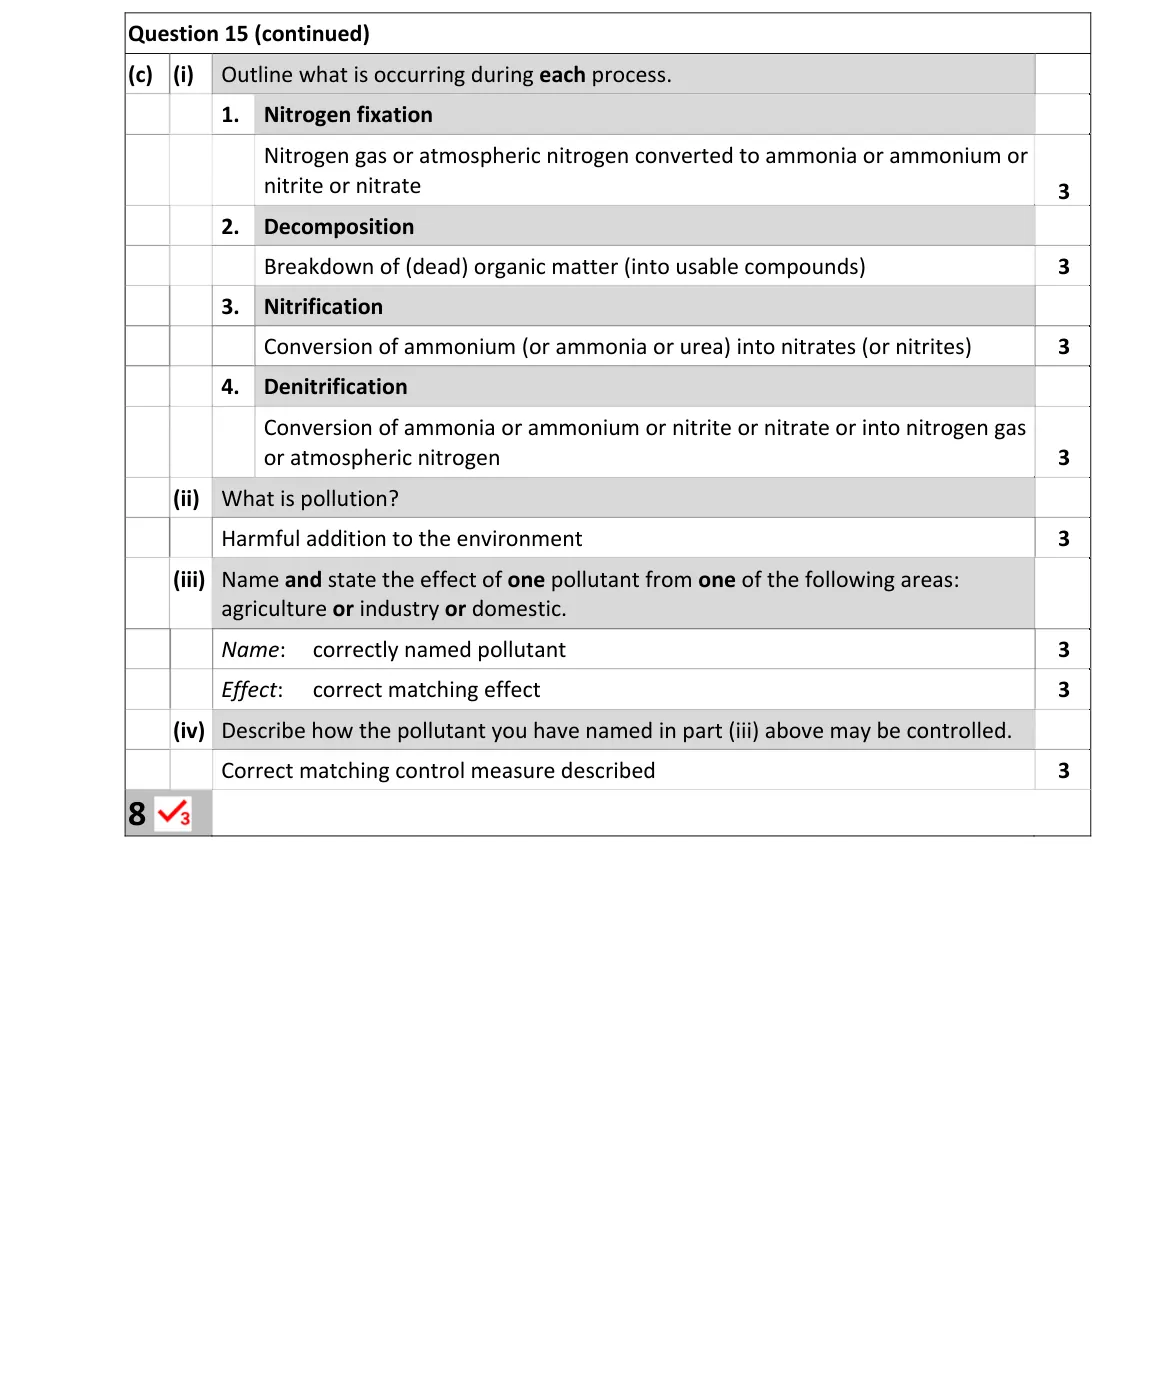 Question 15 (continued)
(c) (i) Outline what is occurring during each process.
1. Nitrogen fixation
Nitrogen gas or atmospheric nitrogen converted to ammonia or ammonium or
nitrite or nitrate 3
2. Decomposition
Breakdown of (dead) organic matter (into usable compounds) 3
3. Nitrification
Conversion of ammonium (or ammonia or urea) into nitrates (or nitrites) 3
4. Denitrification
Conversion of ammonia or ammonium or nitrite or nitrate or into nitrogen gas
or atmospheric nitrogen 3
(ii) What is pollution?
Harmful addition to the environment 3
(iii) Name and state the effect of one pollutant from one of the following areas:
agriculture or industry or domestic.
Name: correctly named pollutant 3
Effect: correct matching effect 3
(iv) Describe how the pollutant you have named in part (iii) above may be controlled.
Correct matching control measure described 3
8 ✓3